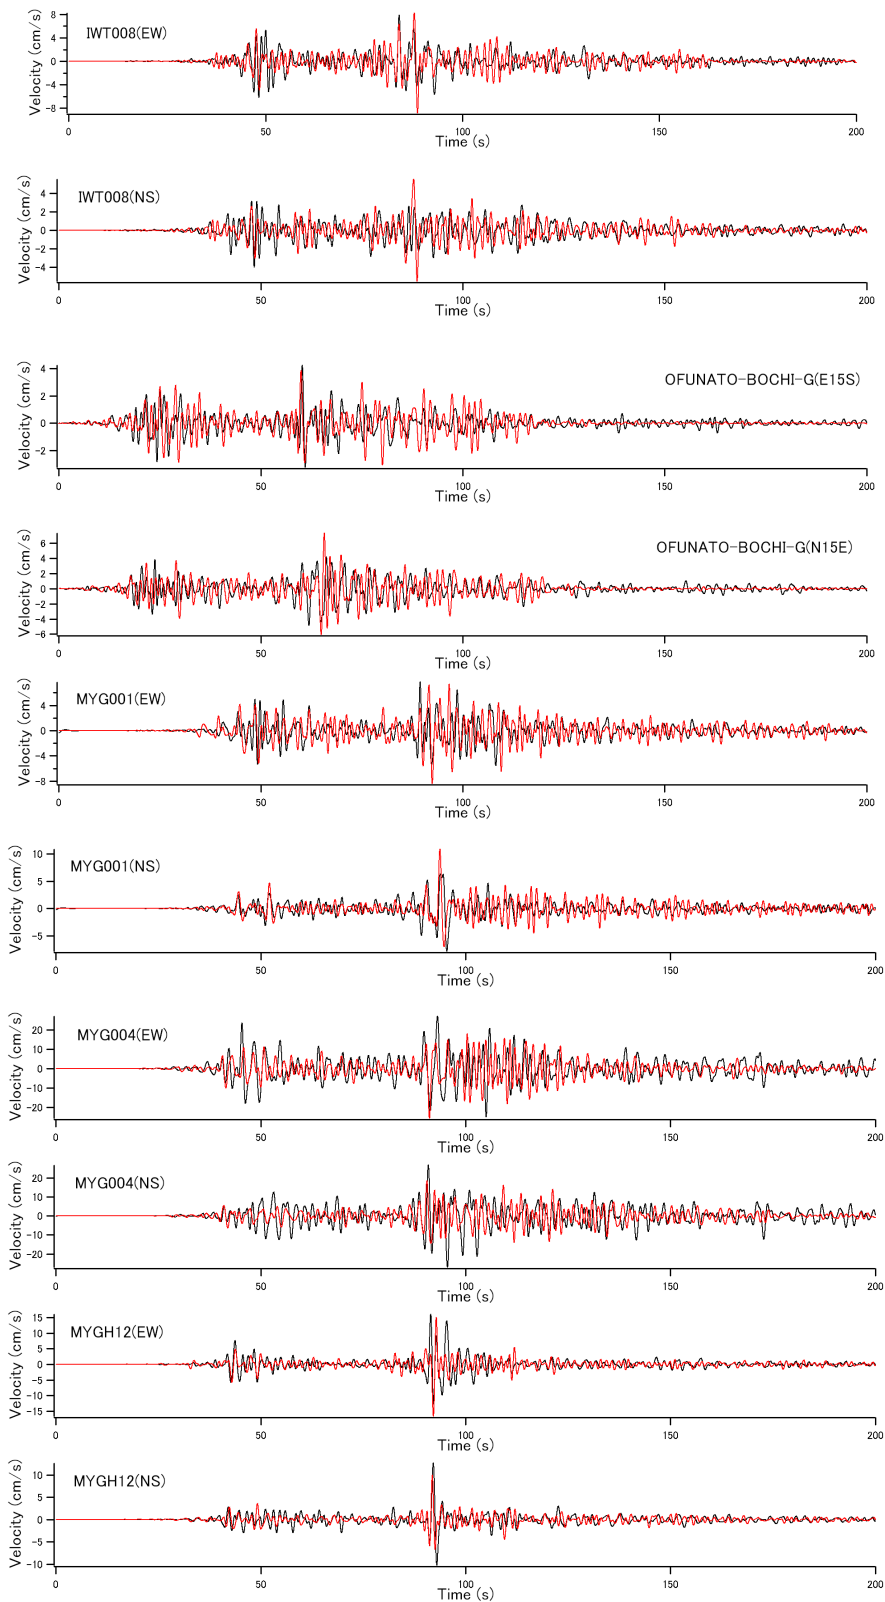 8
4
0
-4
-8
Velocity (cm/s)
IWT008(EW)
0 50 100 150 200
Time (s)
4
2
0
-2
-4
Velocity (cm/s)
IWT008(NS)
0 50 100 150 200
Time (s)
4
2
0
-2
Velocity (cm/s)
OFUNATO-BOCHI-G(E15S)
0 50 100 150 200
Time (s)
6
4
2
0
-2
-4
-6
Velocity (cm/s)
OFUNATO-BOCHI-G(N15E)
0 50 100 150 200
Time (s)
4
0
-4
-8
Velocity (cm/s)
MYG001(EW)
0 50 100 150 200
Time (s)
10
5
0
-5
Velocity (cm/s)
MYG001(NS)
0 50 100 150 200
Time (s)
20
10
0
-10
-20
Velocity (cm/s)
MYG004(EW)
0 50 100 150 200
Time (s)
20
10
0
-10
-20
Velocity (cm/s)
MYG004(NS)
0 50 100 150 200
Time (s)
15
10
5
0
-5
-10
-15
Velocity (cm/s)
MYGH12(EW)
0 50 100 150 200
Time (s)
10
5
0
-5
-10
Velocity (cm/s)
MYGH12(NS)
0 50 100 150 200
Time (s)